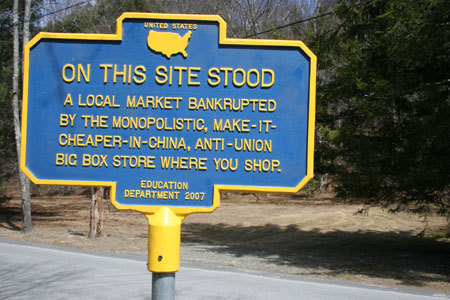 UNITED STATES
ON THIS SITE STOOD
A LOCAL MARKET BANKRUPTED
BY THE MONOPOLISTIC, MAKE-IT-
CHEAPER-IN-CHINA, ANTI-UNION
BIG BOX STORE WHERE YOU SHOP.
EDUCATION
DEPARTMENT 2007